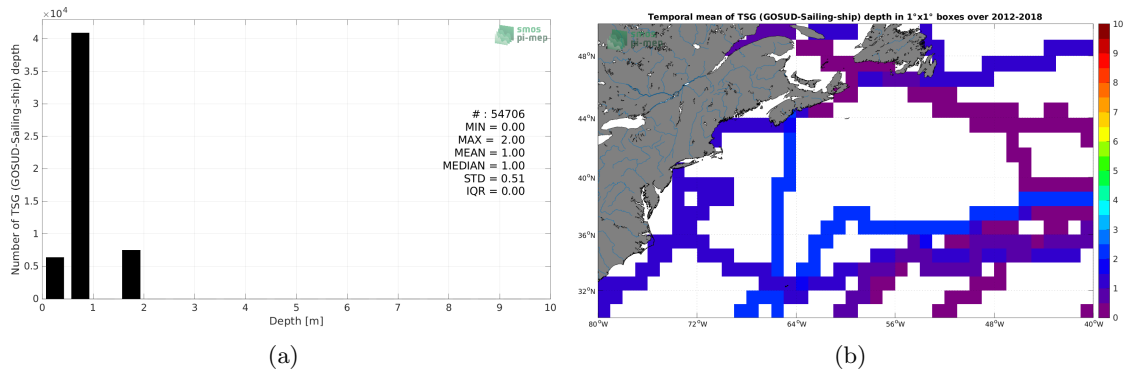 ×10⁴
4
3.5
3
2.5
2
1.5
1
0.5
0
Number of TSG (GOSUD-Sailing-ship) depth
smos
pi-mep
# : 54706
MIN = 0.00
MAX = 2.00
MEAN = 1.00
MEDIAN = 1.00
STD = 0.51
IQR = 0.00
0 1 2 3 4 5 6 7 8 9 10
Depth [m]
(a)
Temporal mean of TSG (GOSUD-Sailing-ship) depth in 1°x1° boxes over 2012-2018
smos
pi-mep
48°N
44°N
40°N
36°N
32°N
80°W 72°W 64°W 56°W 48°W 40°W
10
9
8
7
6
5
4
3
2
1
0
(b)